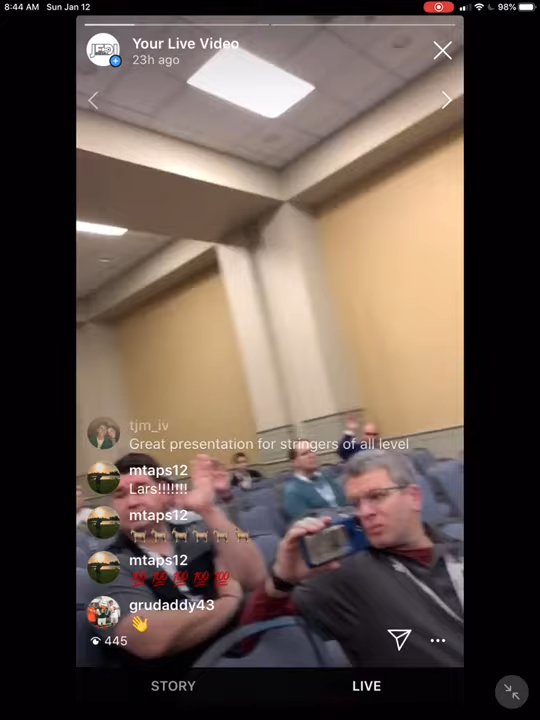 8:44 AM Sun Jan 12
98%
JEDI
Your Live Video
23h ago
tjm_iv
Great presentation for stringers of all level
mtaps12
Lars!!!!!!!
mtaps12
mtaps12
💯 💯 💯 💯 💯
grudaddy43
445
STORY LIVE